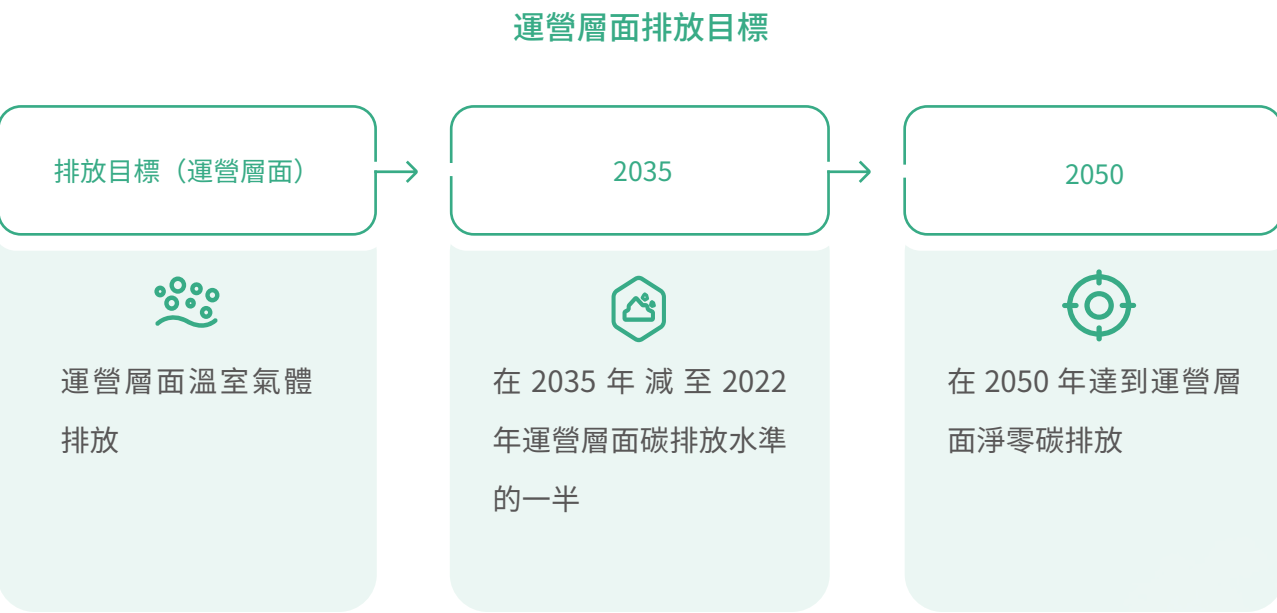 運營層面排放目標
排放目標（運營層面）
2035
2050
運營層面溫室氣體
排放
在 2035 年 減 至 2022
年運營層面碳排放水準
的一半
在 2050 年達到運營層
面淨零碳排放